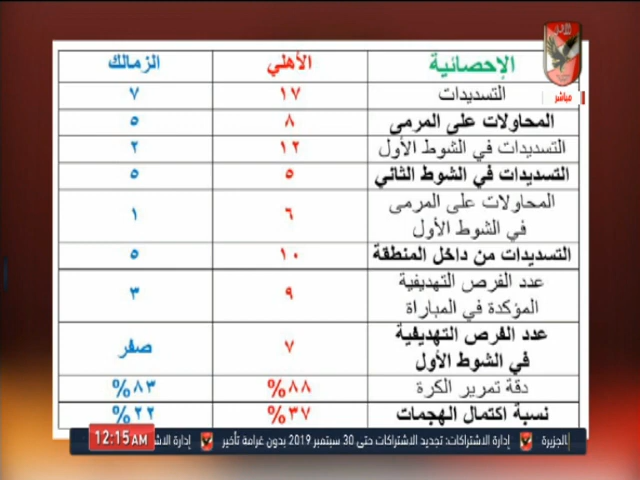 الإحصائية الأهلي الزمالك
مباشر
التسديدات ١٧ ٧
المحاولات على المرمى ٨ ٥
التسديدات في الشوط الأول ١٢ ٢
التسديدات في الشوط الثاني ٥ ٥
المحاولات على المرمى
في الشوط الأول ٦ ١
التسديدات من داخل المنطقة ١٠ ٥
عدد الفرص التهديفية
المؤكدة في المباراة ٩ ٣
عدد الفرص التهديفية
في الشوط الأول ٧ صفر
دقة تمرير الكرة ٨٨% ٨٣%
نسبة اكتمال الهجمات ٣٧% ٢٢%
الجزيرة إدارة الاشتراكات: تجديد الاشتراكات حتى 30 سبتمبر 2019 بدون غرامة تأخير إدارة الاش
12:15 AM